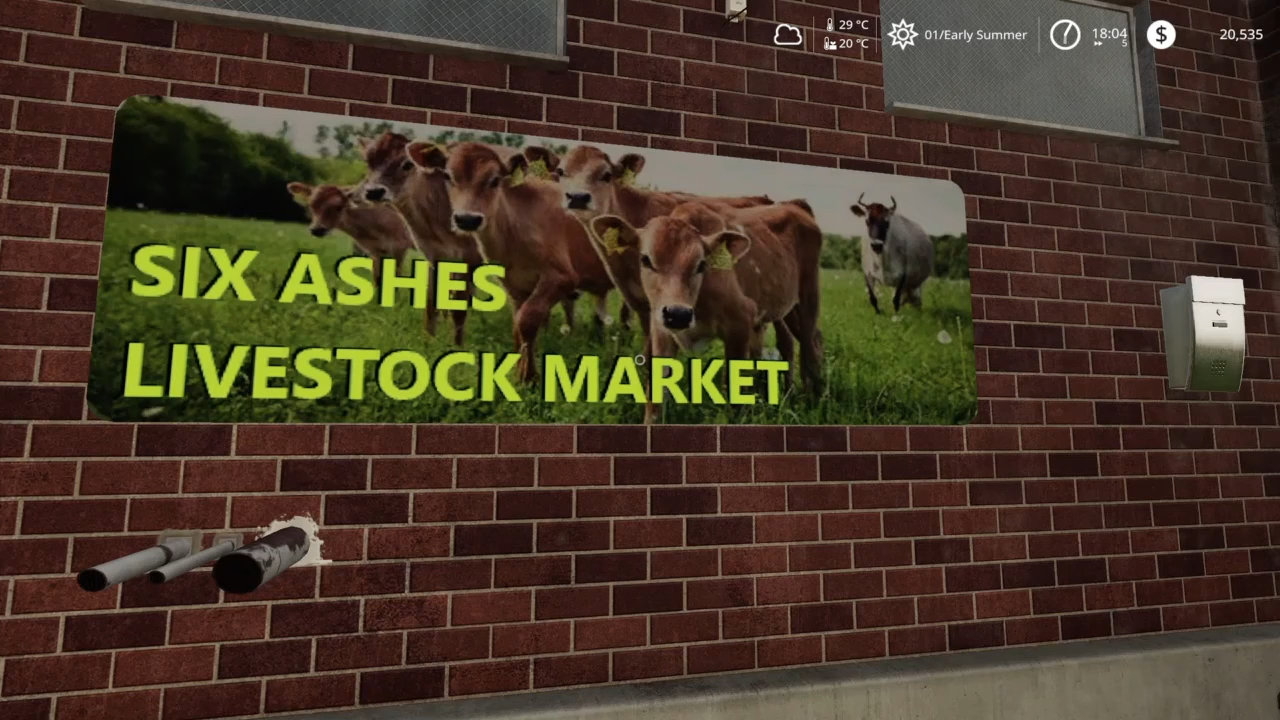 29 °C
20 °C
01/Early Summer
18:04
5
$
20,535
SIX ASHES
LIVESTOCK MARKET